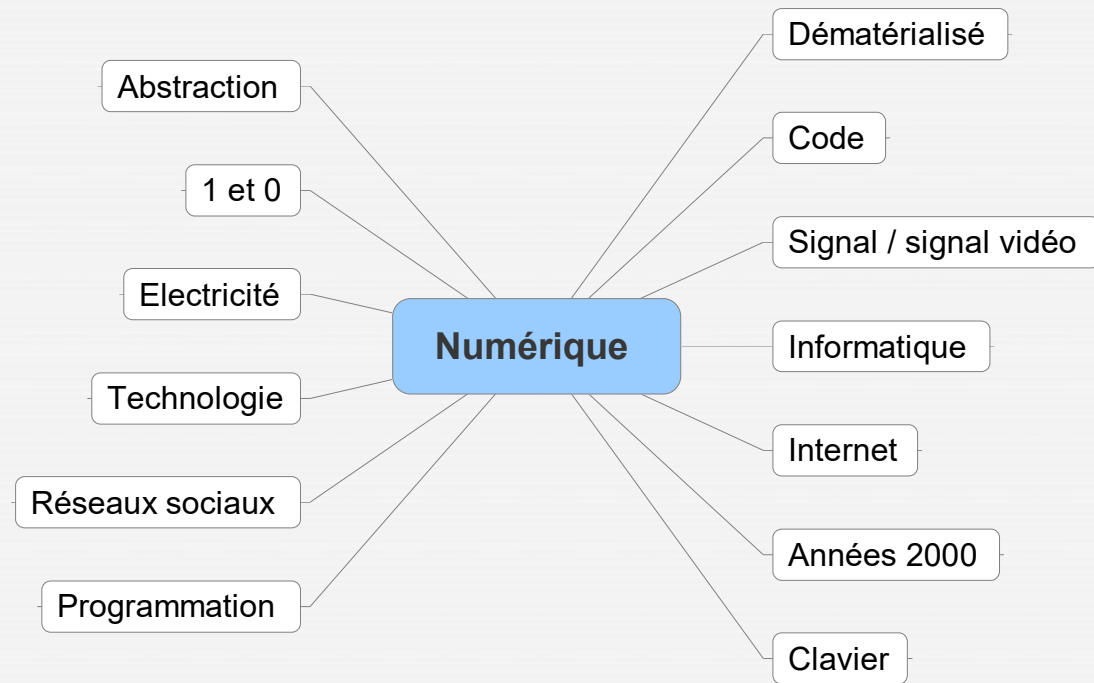 Dématérialisé
Abstraction
Code
1 et 0
Signal / signal vidéo
Electricité
Numérique
Informatique
Technologie
Internet
Réseaux sociaux
Années 2000
Programmation
Clavier